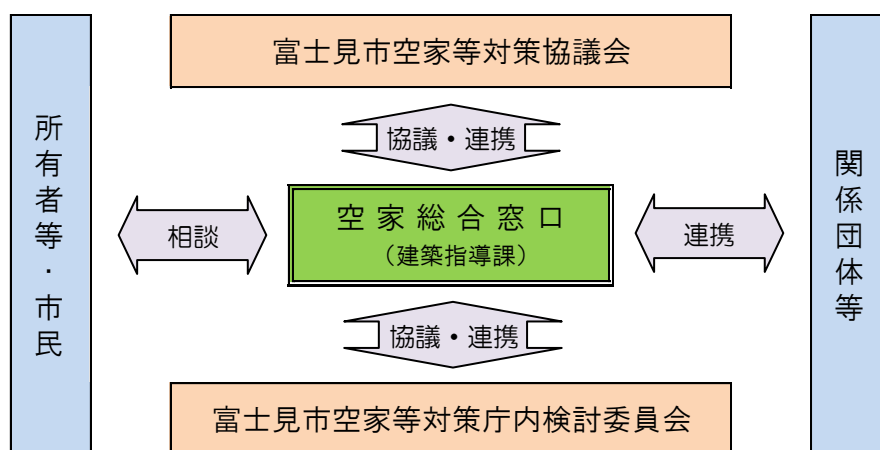 富士見市空家等対策協議会
協議・連携
所有者等・市民
相談
空家総合窓口
（建築指導課）
連携
関係団体等
協議・連携
富士見市空家等対策庁内検討委員会